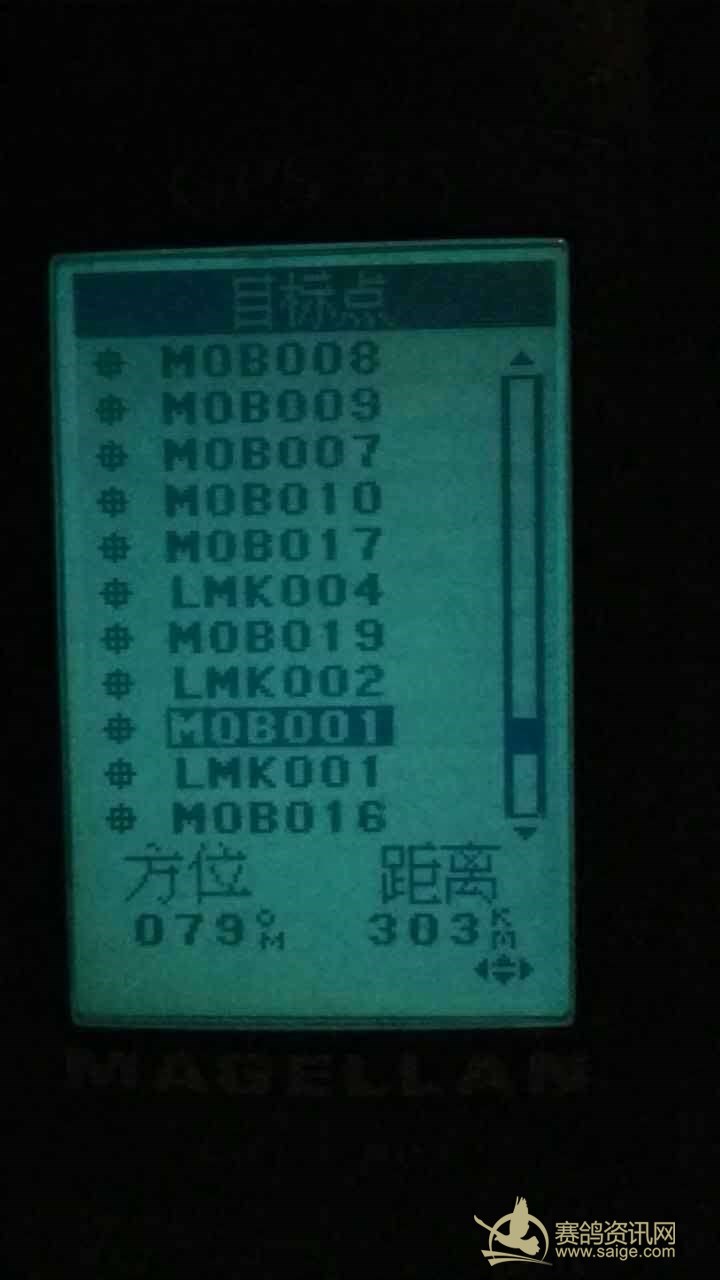 目标点
MOB008
MOB009
MOB007
MOB010
MOB017
LMK004
MOB019
LMK002
MOB001
LMK001
MOB016
方位 距离
079°M 303KM
MAGELLAN
赛鸽资讯网
www.saige.com